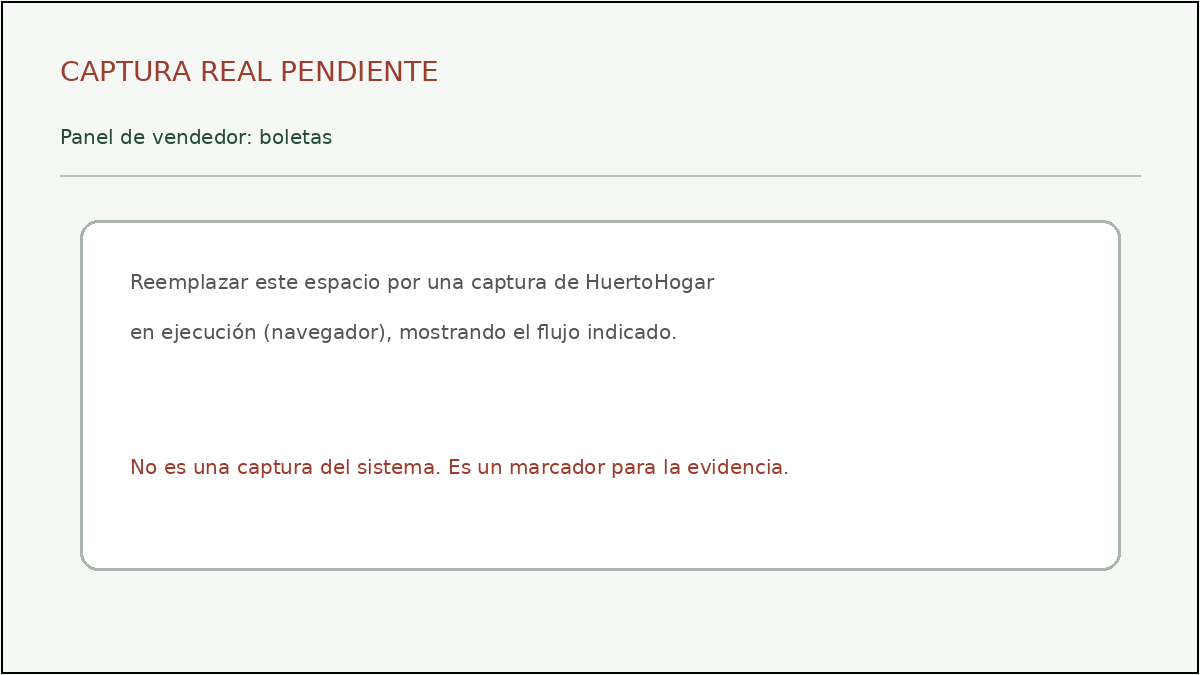 CAPTURA REAL PENDIENTE
Panel de vendedor: boletas
Reemplazar este espacio por una captura de HuertoHogar
en ejecución (navegador), mostrando el flujo indicado.
No es una captura del sistema. Es un marcador para la evidencia.